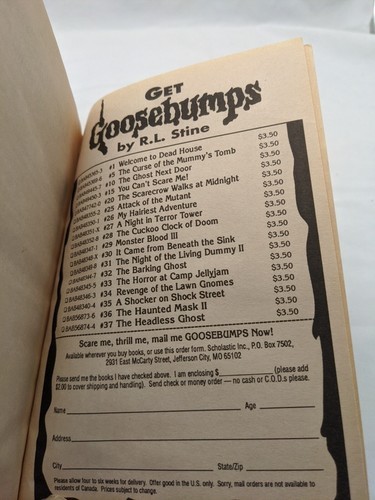 GET
Goosebumps
by R.L. Stine
#1 Welcome to Dead House $3.50
#5 The Curse of the Mummy's Tomb $3.50
#10 The Ghost Next Door $3.50
#15 You Can't Scare Me! $3.50
#20 The Scarecrow Walks at Midnight $3.50
#25 Attack of the Mutant $3.50
#26 My Hairiest Adventure $3.50
#27 A Night in Terror Tower $3.50
#28 The Cuckoo Clock of Doom $3.50
#29 Monster Blood III $3.50
#30 It Came From Beneath the Sink $3.50
#31 The Night of the Living Dummy II $3.50
#32 The Barking Ghost $3.50
#33 The Horror at Camp Jellyjam $3.50
#34 Revenge of the Lawn Gnomes $3.50
#35 A Shocker on Shock Street $3.50
BAB56873-6 #36 The Haunted Mask II $3.50
BAB56874-4 #37 The Headless Ghost $3.50
Scare me, thrill me, mail me GOOSEBUMPS Now!
Available wherever you buy books, or use this order form. Scholastic Inc., P.O. Box 7502,
2931 East McCarty Street, Jefferson City, MO 65102
Please send me the books I have checked above. I am enclosing $ (please add
$2.00 to cover shipping and handling). Send check or money order — no cash or C.O.D.s please.
Name Age
Address
City State/Zip
Please allow four to six weeks for delivery. Offer good in the U.S. only. Sorry, mail orders are not available to
residents of Canada. Prices subject to change.